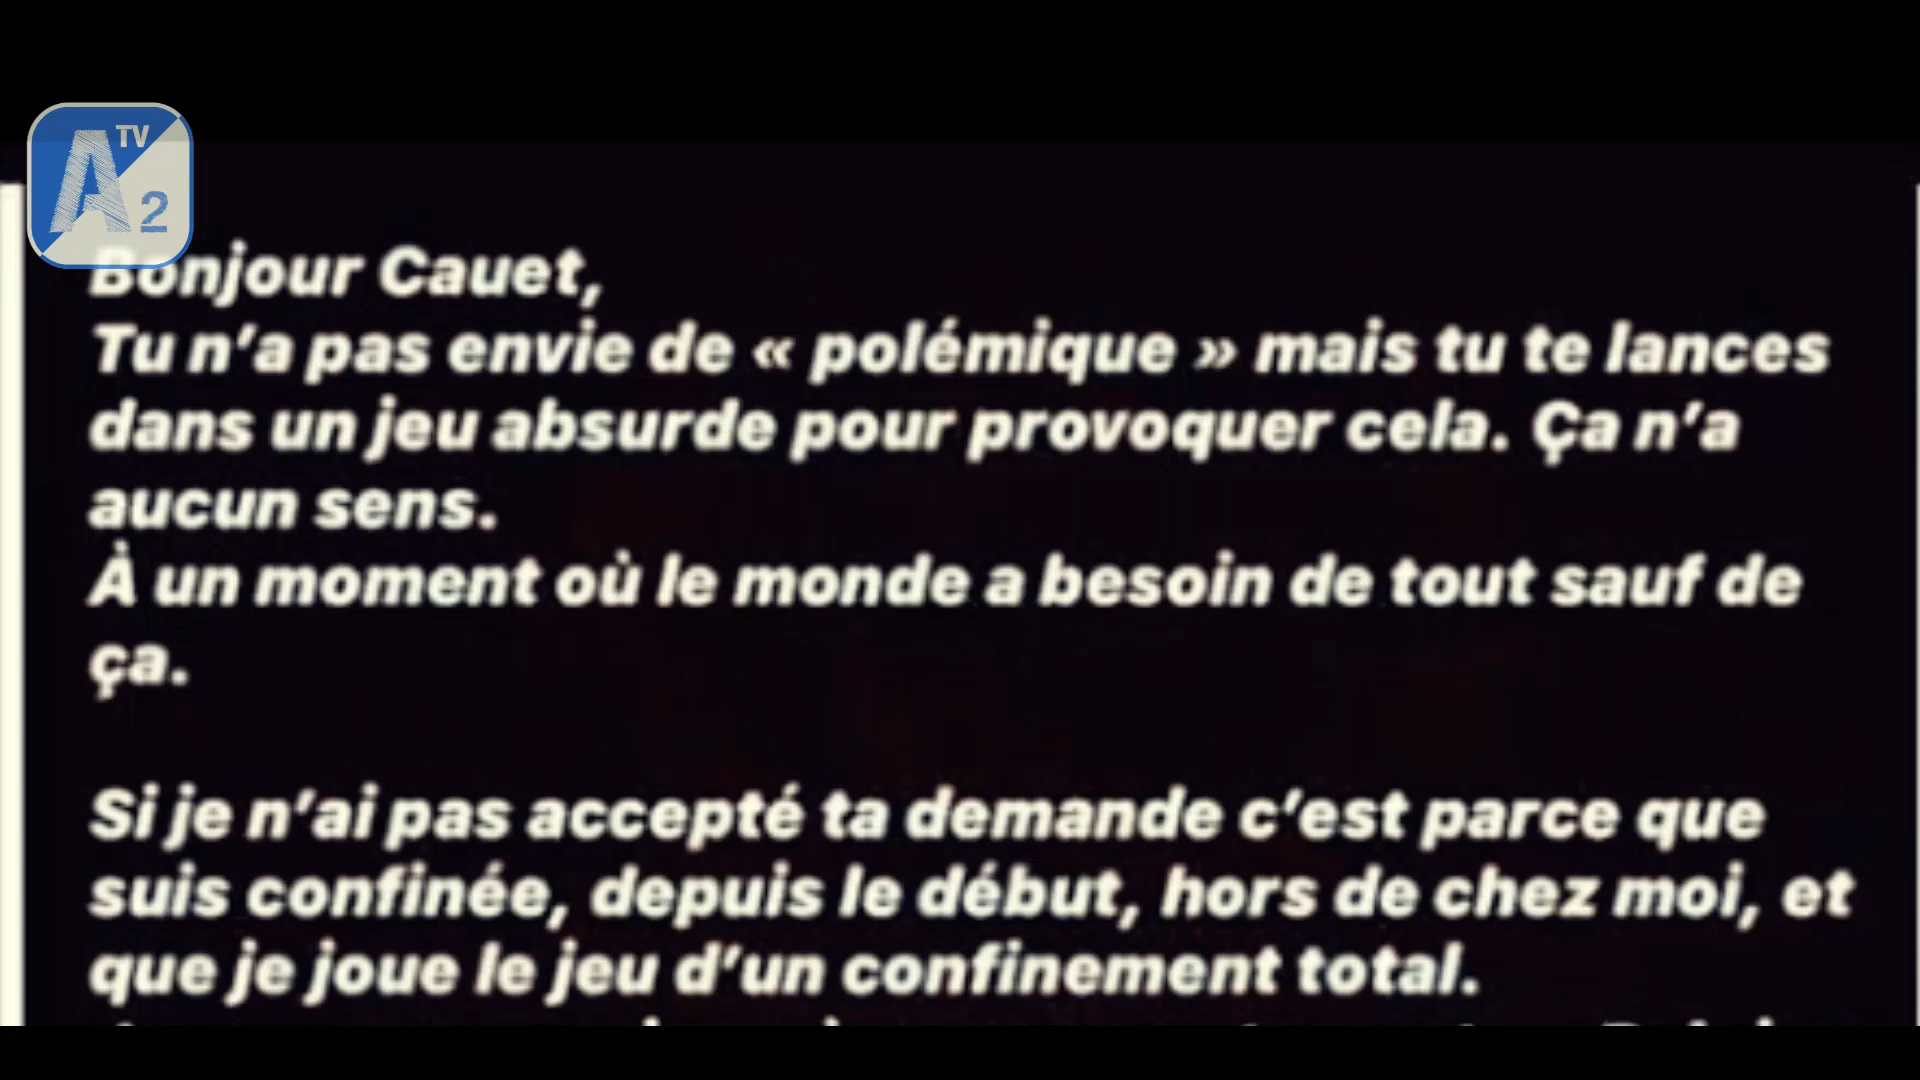 A TV 2
Bonjour Cauet,
Tu n’a pas envie de « polémique » mais tu te lances
dans un jeu absurde pour provoquer cela. Ça n’a
aucun sens.
À un moment où le monde a besoin de tout sauf de
ça.
Si je n’ai pas accepté ta demande c’est parce que
suis confinée, depuis le début, hors de chez moi, et
que je joue le jeu d’un confinement total.